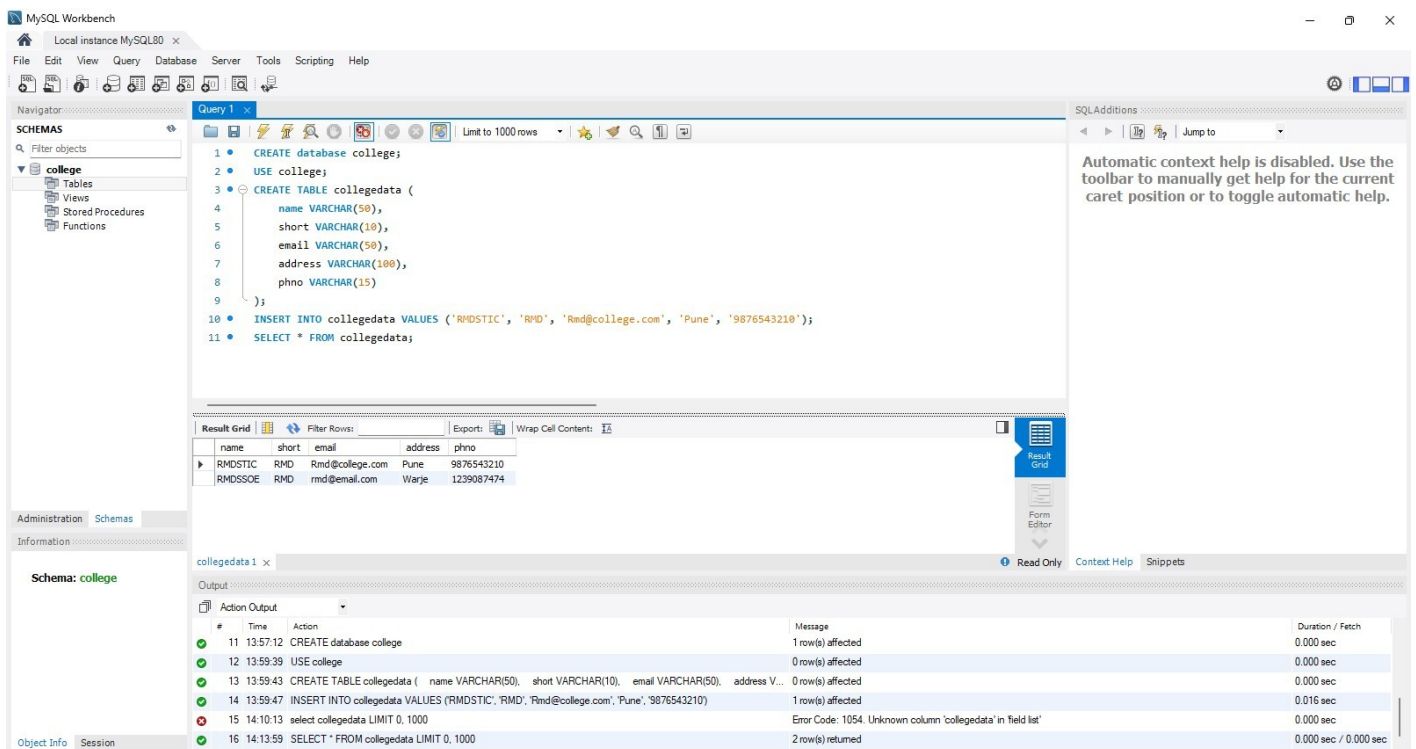 MySQL Workbench
Local instance MySQL80
File Edit View Query Database Server Tools Scripting Help
Navigator
SCHEMAS
Filter objects
college
Tables
Views
Stored Procedures
Functions
Administration Schemas
Information
Schema: college
Object Info Session
Query 1
Limit to 1000 rows
1 CREATE database college;
2 USE college;
3 CREATE TABLE collegedata (
4 name VARCHAR(50),
5 short VARCHAR(10),
6 email VARCHAR(50),
7 address VARCHAR(100),
8 phno VARCHAR(15)
9 );
10 INSERT INTO collegedata VALUES ('RMDSTIC', 'RMD', 'Rmd@college.com', 'Pune', '9876543210');
11 SELECT * FROM collegedata;
Result Grid Filter Rows: Export: Wrap Cell Content:
name short email address phno
RMDSTIC RMD Rmd@college.com Pune 9876543210
RMDSSOE RMD rmd@email.com Warje 1239087474
Result
Grid
Form
Editor
collegedata 1 Read Only
SQLAdditions
Jump to
Automatic context help is disabled. Use the
toolbar to manually get help for the current
caret position or to toggle automatic help.
Context Help Snippets
Output
Action Output
# Time Action Message Duration / Fetch
11 13:57:12 CREATE database college 1 row(s) affected 0.000 sec
12 13:59:39 USE college 0 row(s) affected 0.000 sec
13 13:59:43 CREATE TABLE collegedata ( name VARCHAR(50), short VARCHAR(10), email VARCHAR(50), address V... 0 row(s) affected 0.000 sec
14 13:59:47 INSERT INTO collegedata VALUES ('RMDSTIC', 'RMD', 'Rmd@college.com', 'Pune', '9876543210') 1 row(s) affected 0.016 sec
15 14:10:13 select collegedata LIMIT 0, 1000 Error Code: 1054. Unknown column 'collegedata' in 'field list' 0.000 sec
16 14:13:59 SELECT * FROM collegedata LIMIT 0, 1000 2 row(s) returned 0.000 sec / 0.000 sec